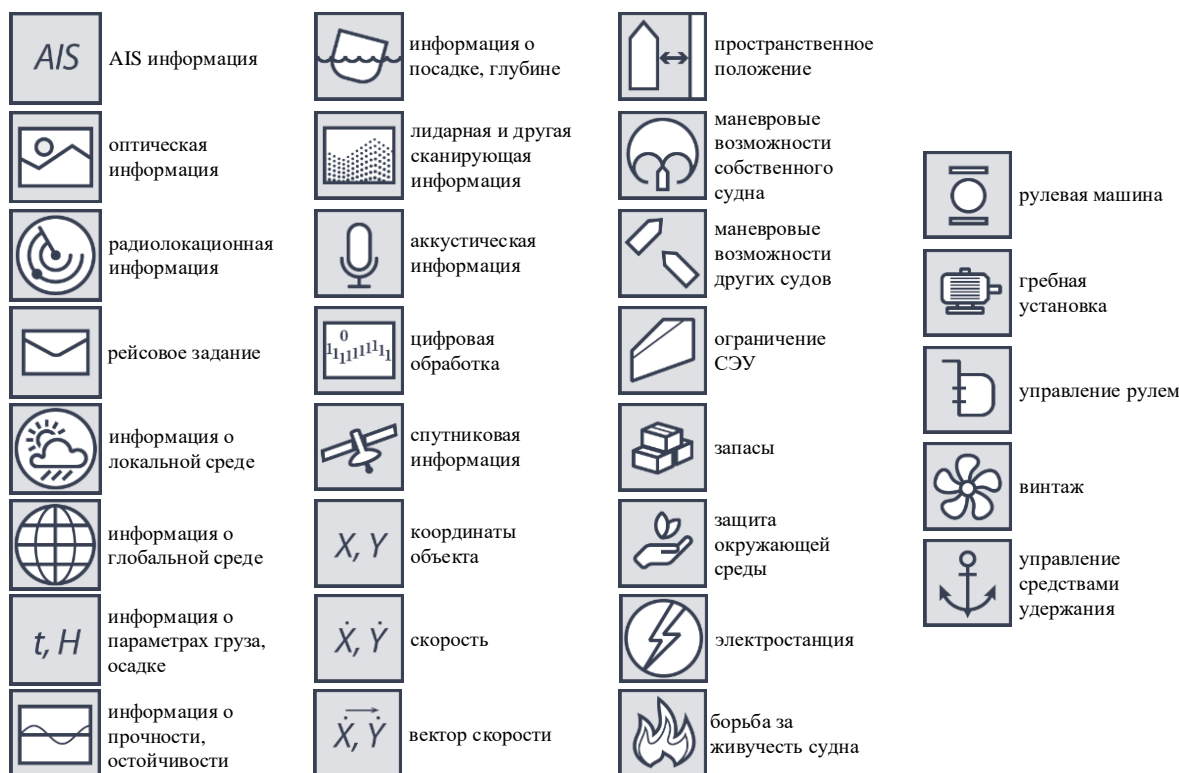 AIS
AIS информация
оптическая
информация
радиолокационная
информация
рейсовое задание
информация о
локальной среде
информация о
глобальной среде
t, H
информация о
параметрах груза,
осадке
информация о
прочности,
остойчивости
информация о
посадке, глубине
лидарная и другая
сканирующая
информация
аккустическая
информация
0
111111111
цифровая
обработка
спутниковая
информация
X, Y
координаты
объекта
Ẋ, Ẏ
скорость
Ẋ, Ẏ
вектор скорости
пространственное
положение
маневровые
возможности
собственного
судна
маневровые
возможности
других судов
ограничение
СЭУ
запасы
защита
окружающей
среды
электростанция
борьба за
живучесть судна
рулевая машина
гребная
установка
управление рулем
винтаж
управление
средствами
удержания